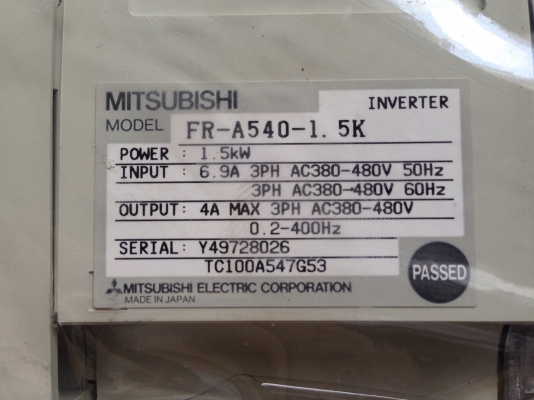 MITSUBISHI INVERTER
MODEL FR-A540-1.5K
POWER : 1.5kW
INPUT : 6.9A 3PH AC380-480V 50Hz
3PH AC380-480V 60Hz
OUTPUT: 4A MAX 3PH AC380-480V
0.2-400Hz
SERIAL: Y49728026
TC100A547G53
PASSED
MITSUBISHI ELECTRIC CORPORATION
MADE IN JAPAN